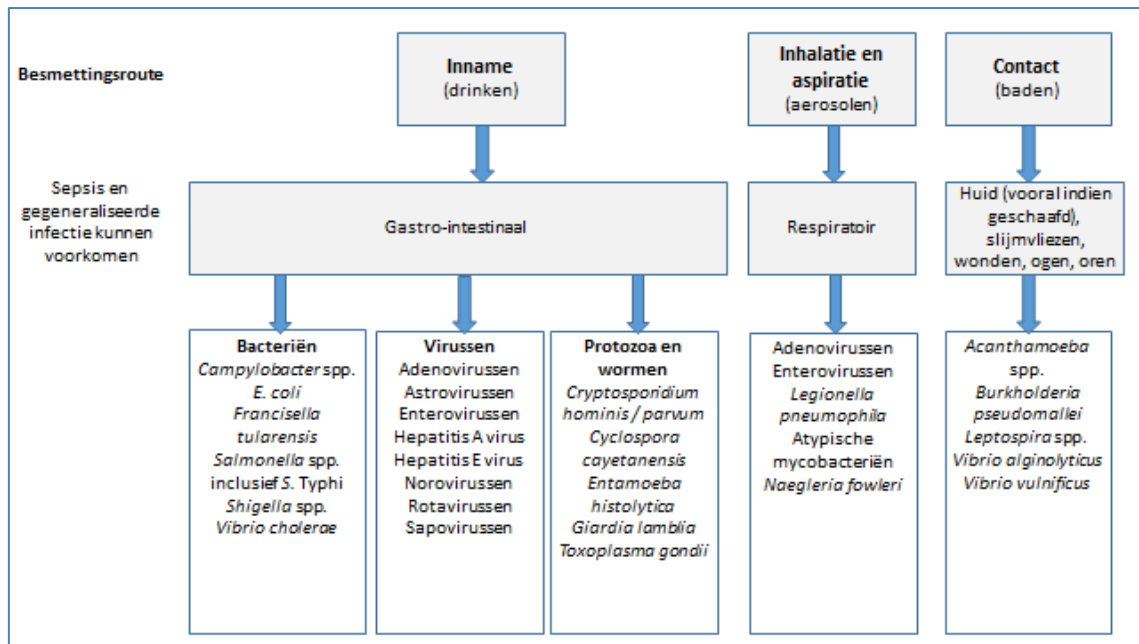 Besmettingsroute
Inname
(drinken)
Inhalatie en
aspiratie
(aerosolen)
Contact
(baden)
Sepsis en
gegeneraliseerde
infectie kunnen
voorkomen
Gastro-intestinaal
Respiratoir
Huid (vooral indien
geschaafd),
slijmvliezen,
wonden, ogen, oren
Bacteriën
Campylobacter spp.
E. coli
Francisella
tularensis
Salmonella spp.
inclusief S. Typhi
Shigella spp.
Vibrio cholerae
Virussen
Adenovirussen
Astrovirussen
Enterovirussen
Hepatitis A virus
Hepatitis E virus
Norovirussen
Rotavirussen
Sapovirussen
Protozoa en
wormen
Cryptosporidium
hominis / parvum
Cyclospora
cayetanensis
Entamoeba
histolytica
Giardia lamblia
Toxoplasma gondii
Adenovirussen
Enterovirussen
Legionella
pneumophila
Atypische
mycobacteriën
Naegleria fowleri
Acanthamoeba
spp.
Burkholderia
pseudomallei
Leptospira spp.
Vibrio alginolyticus
Vibrio vulnificus